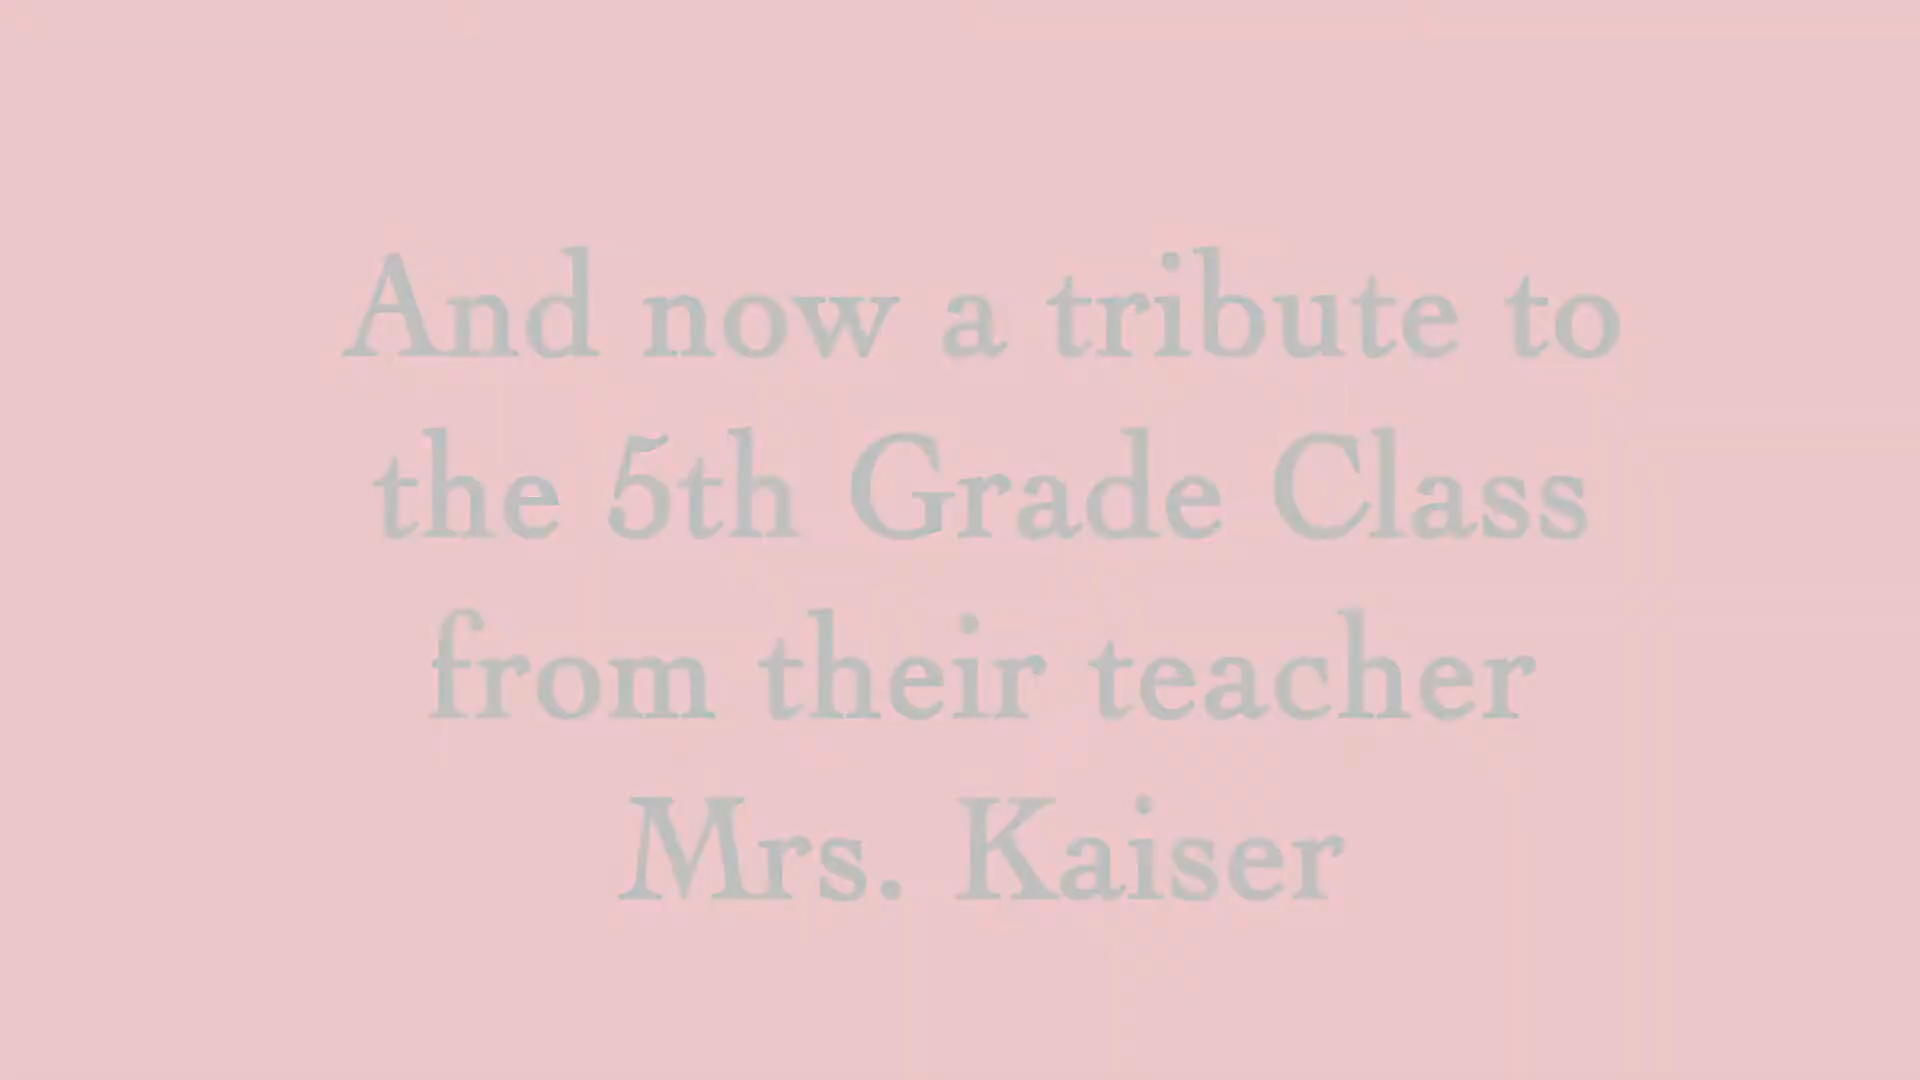 And now a tribute to
the 5th Grade Class
from their teacher
Mrs. Kaiser